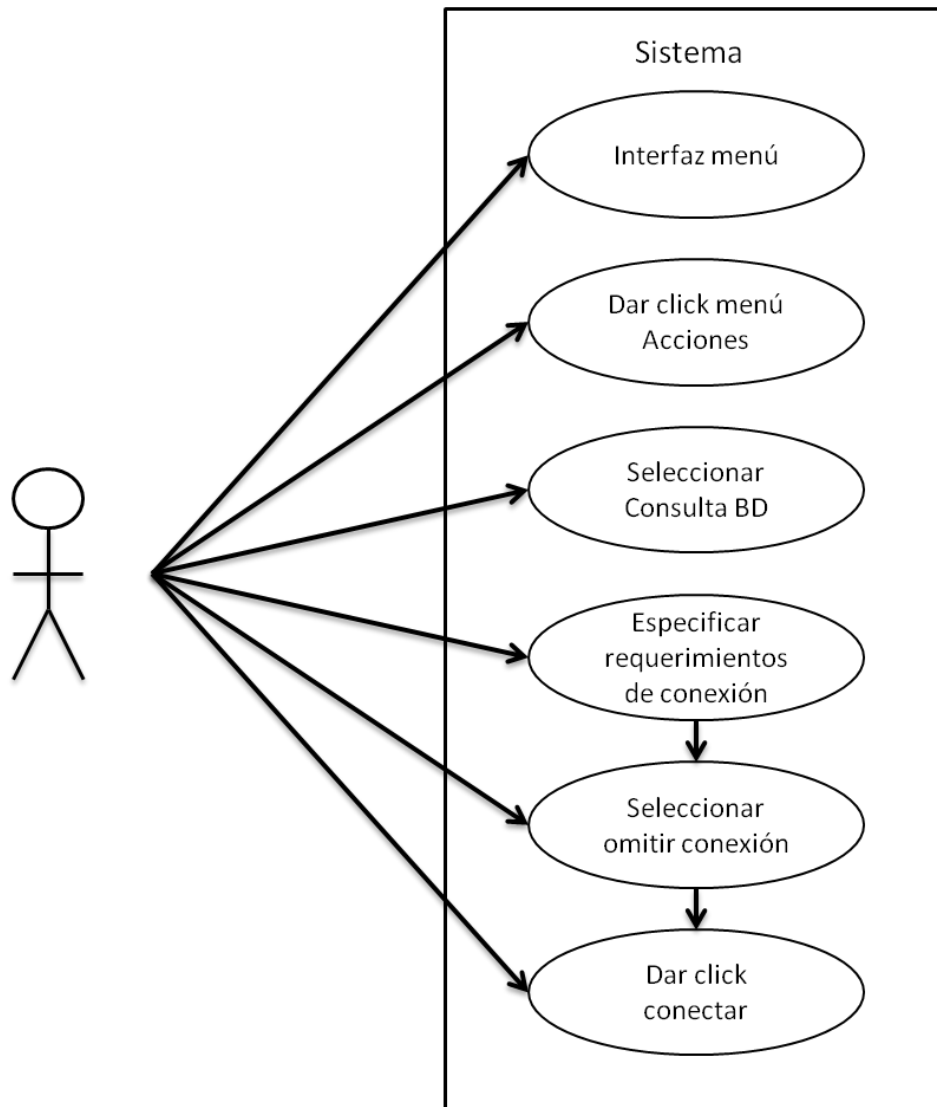 Sistema
Interfaz menú
Dar click menú
Acciones
Seleccionar
Consulta BD
Especificar
requerimientos
de conexión
Seleccionar
omitir conexión
Dar click
conectar